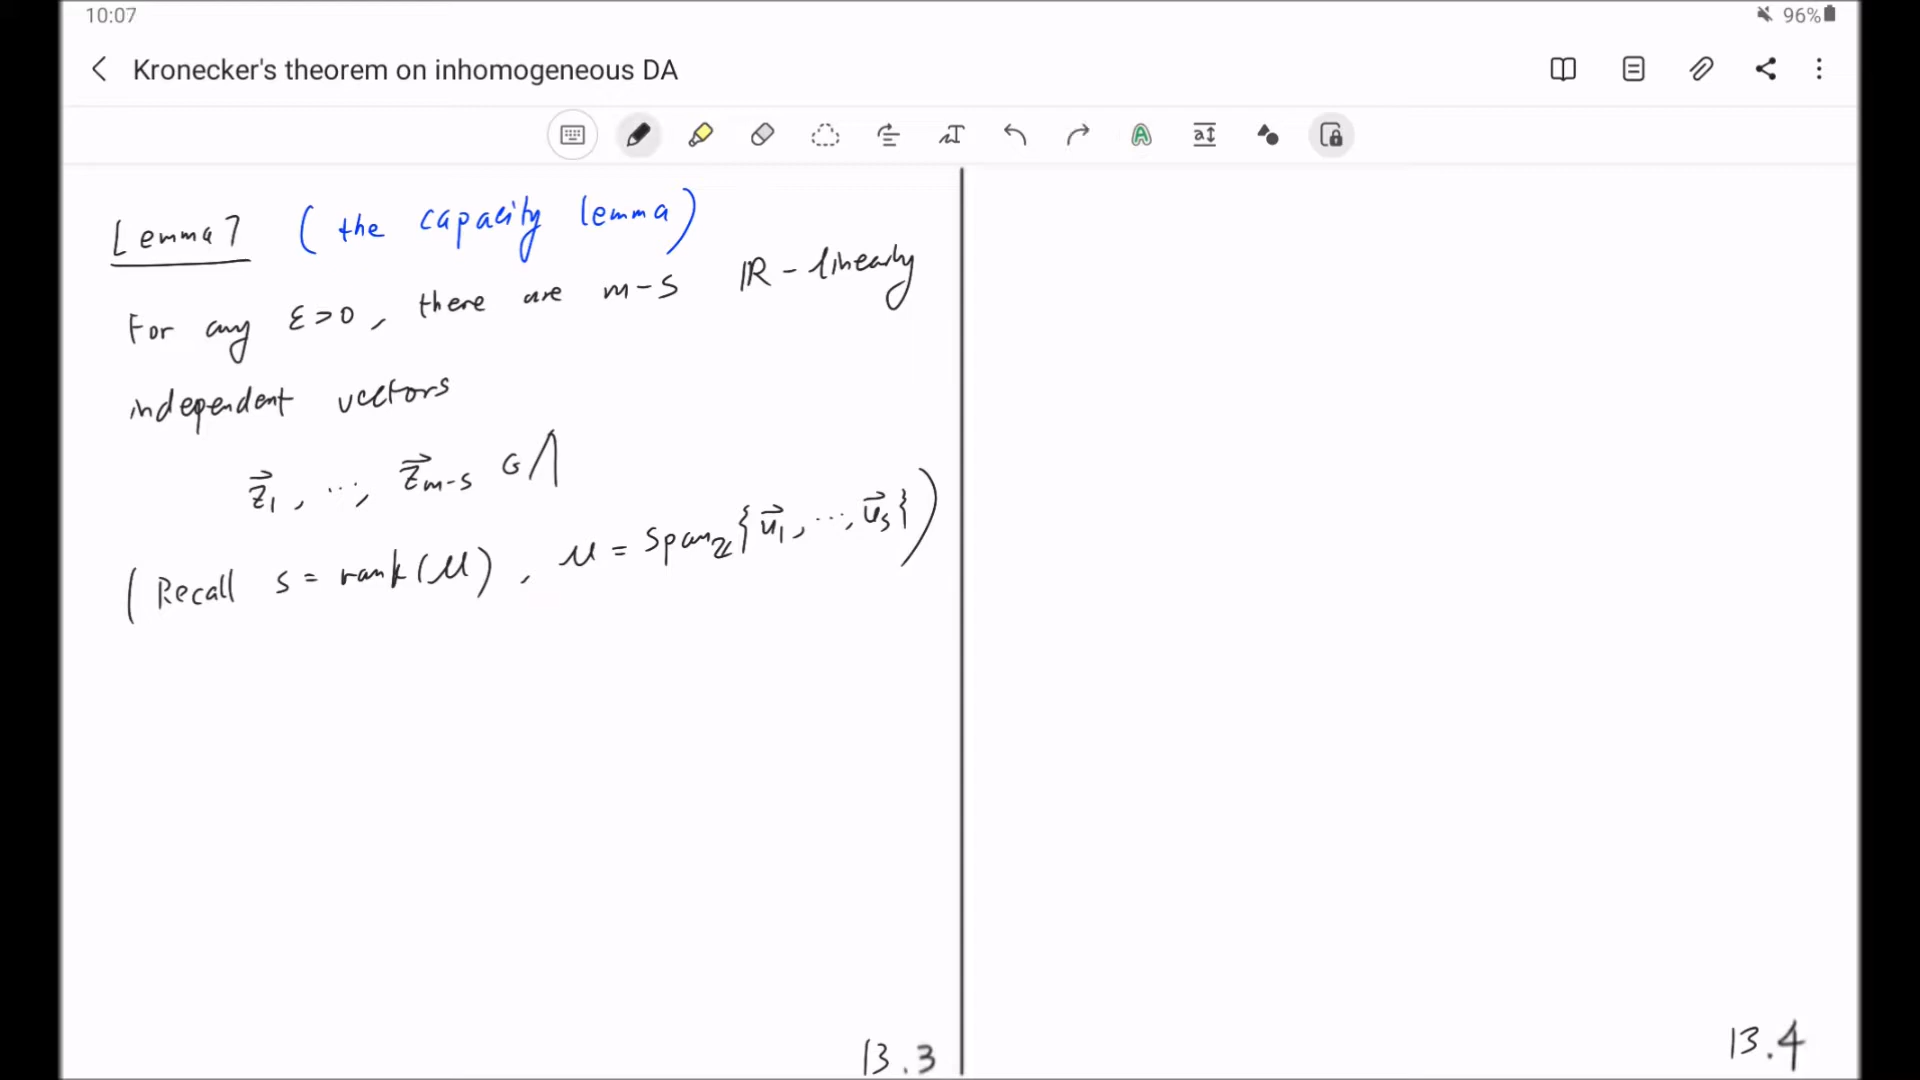 10:07
96%
Kronecker's theorem on inhomogeneous DA
Lemma 7 (the capacity lemma)
For any ε>0, there are m-s ℝ-linearly
independent vectors
z⃗₁, ..., z⃗ₘ₋ₛ ∈ Λ
(Recall s = rank(𝓤), 𝓤 = Span_ℤ{u⃗₁, ..., u⃗ₛ})
13.3
13.4